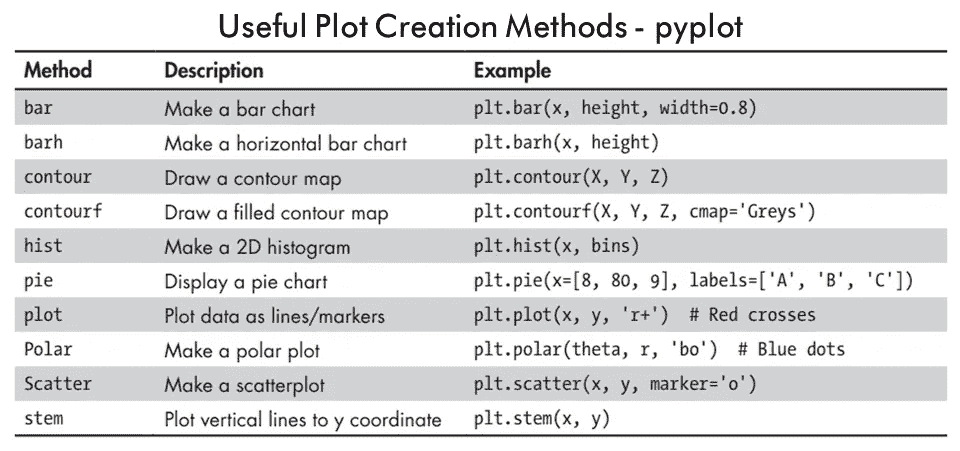 Useful Plot Creation Methods - pyplot
Method Description Example
bar Make a bar chart plt.bar(x, height, width=0.8)
barh Make a horizontal bar chart plt.barh(x, height)
contour Draw a contour map plt.contour(X, Y, Z)
contourf Draw a filled contour map plt.contourf(X, Y, Z, cmap='Greys')
hist Make a 2D histogram plt.hist(x, bins)
pie Display a pie chart plt.pie(x=[8, 80, 9], labels=['A', 'B', 'C'])
plot Plot data as lines/markers plt.plot(x, y, 'r+') # Red crosses
Polar Make a polar plot plt.polar(theta, r, 'bo') # Blue dots
Scatter Make a scatterplot plt.scatter(x, y, marker='o')
stem Plot vertical lines to y coordinate plt.stem(x, y)